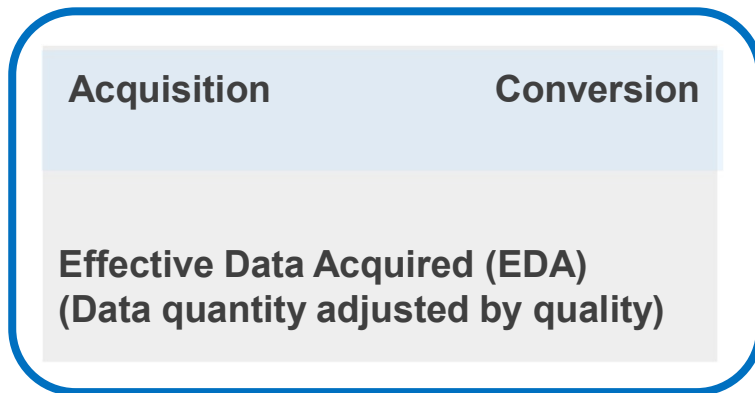 Acquisition Conversion
Effective Data Acquired (EDA)
(Data quantity adjusted by quality)